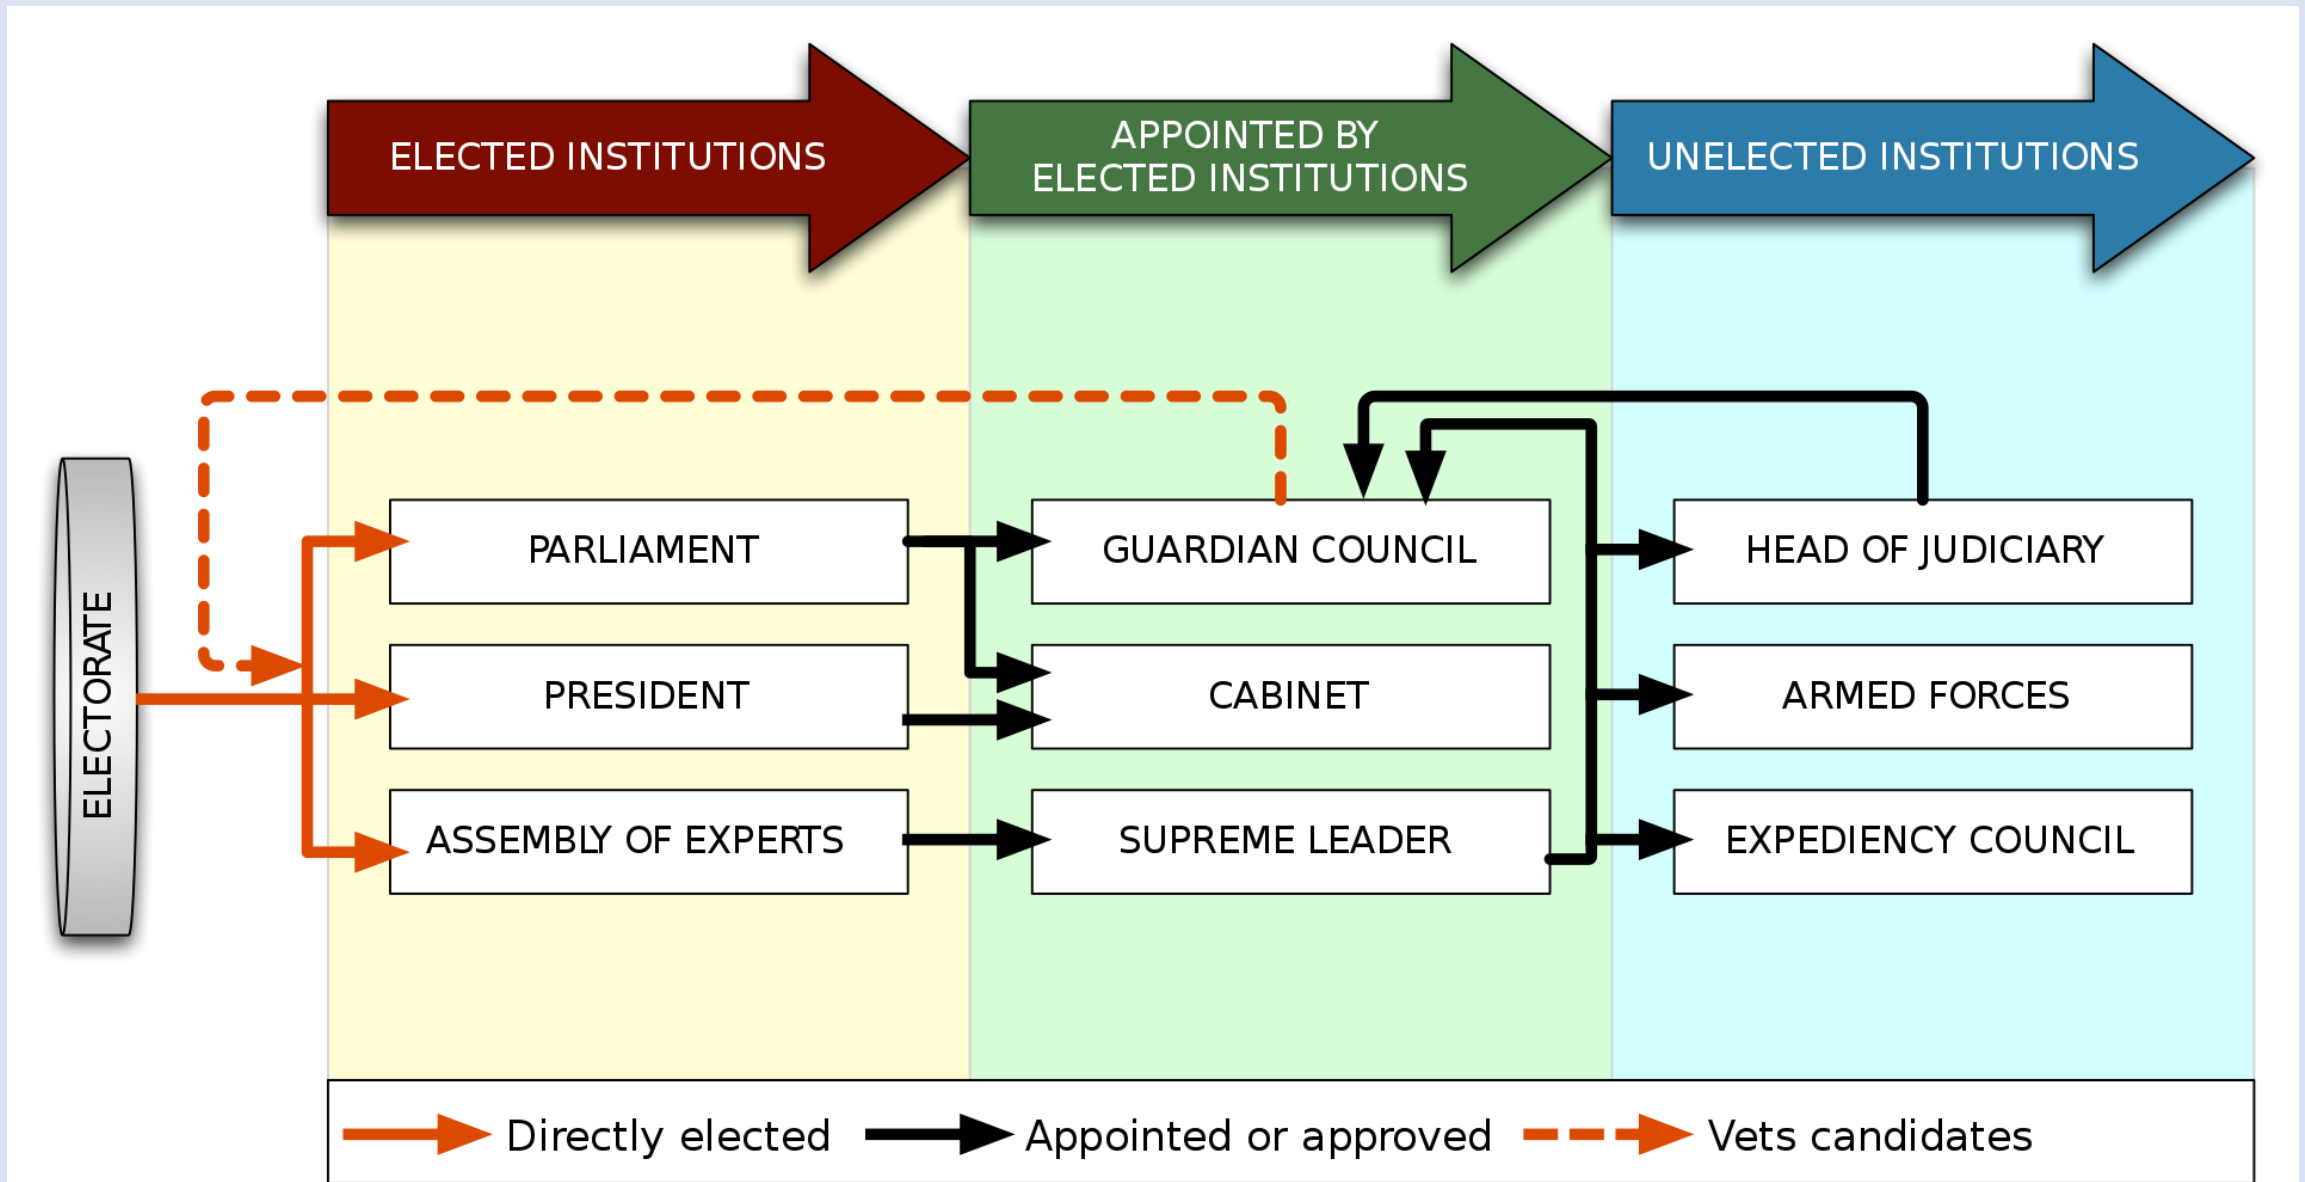 ELECTED INSTITUTIONS
APPOINTED BY
ELECTED INSTITUTIONS
UNELECTED INSTITUTIONS
ELECTORATE
PARLIAMENT
GUARDIAN COUNCIL
HEAD OF JUDICIARY
PRESIDENT
CABINET
ARMED FORCES
ASSEMBLY OF EXPERTS
SUPREME LEADER
EXPEDIENCY COUNCIL
Directly elected
Appointed or approved
Vets candidates